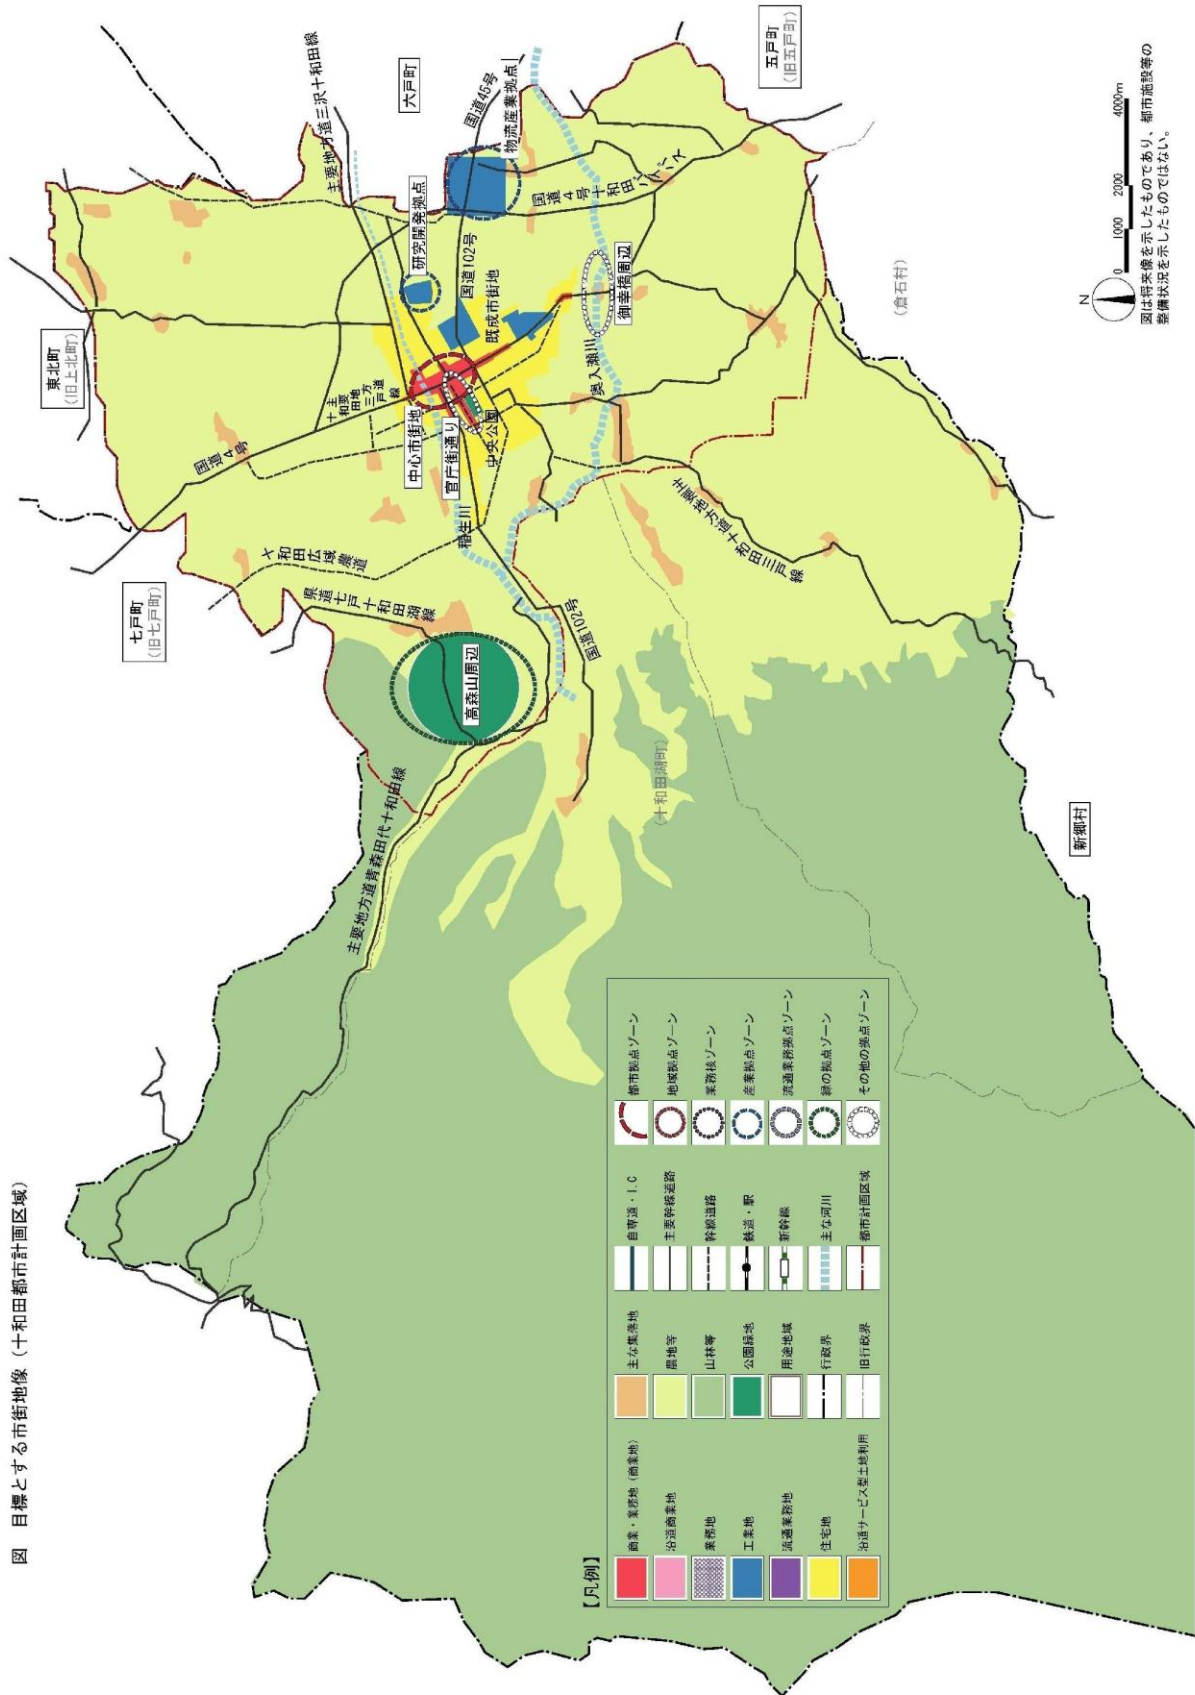 図　目標とする市街地像（十和田都市計画区域）
東北町
（旧上北町）
七戸町
（旧七戸町）
六戸町
五戸町
（旧五戸町）
新郷村
（倉石村）
（十和田湖町）
主要地方道三沢十和田線
国道45号
物流産業拠点
国道4号十和田バイパス
研究開発拠点
国道102号
既成市街地
御幸橋周辺
奥入瀬川
主要地方道
十和田三戸線
国道4号
中心市街地
官庁街通り
中央公園
稲生川
十和田広域農道
県道七戸十和田湖線
高森山周辺
国道102号
主要地方道十和田三戸線
主要地方道青森田代十和田線
【凡例】
商業・業務地（商業地）
沿道商業地
業務地
工業地
流通業務地
住宅地
沿道サービス型土地利用
主な集落地
農地等
山林等
公園緑地
用途地域
行政界
旧行政界
自専道・I.C
主要幹線道路
幹線道路
鉄道・駅
新幹線
主な河川
都市計画区域
都市拠点ゾーン
地域拠点ゾーン
業務核ゾーン
産業拠点ゾーン
流通業務拠点ゾーン
緑の拠点ゾーン
その他の拠点ゾーン
N
0 1000 2000 4000m
図は将来像を示したものであり、都市施設等の
整備状況を示したものではない。